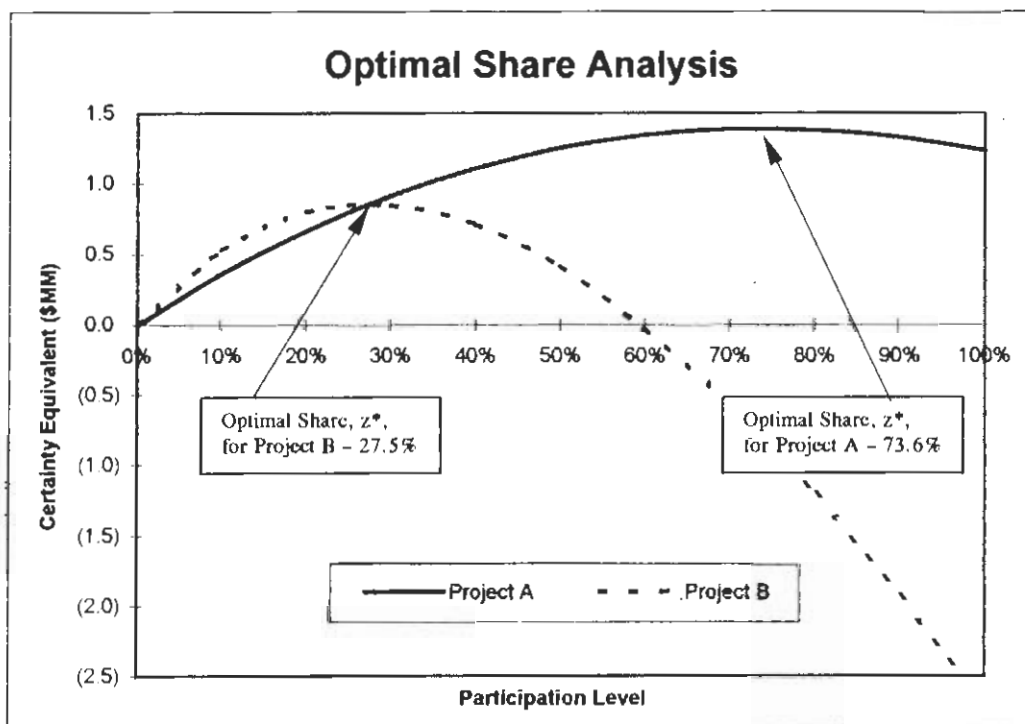 Optimal Share Analysis
1.5
1.0
0.5
0.0
(0.5)
(1.0)
(1.5)
(2.0)
(2.5)
Certainty Equivalent ($MM)
0%
10%
20%
30%
40%
50%
60%
70%
80%
90%
100%
Optimal Share, z*,
for Project B – 27.5%
Optimal Share, z*,
for Project A – 73.6%
Project A
Project B
Participation Level